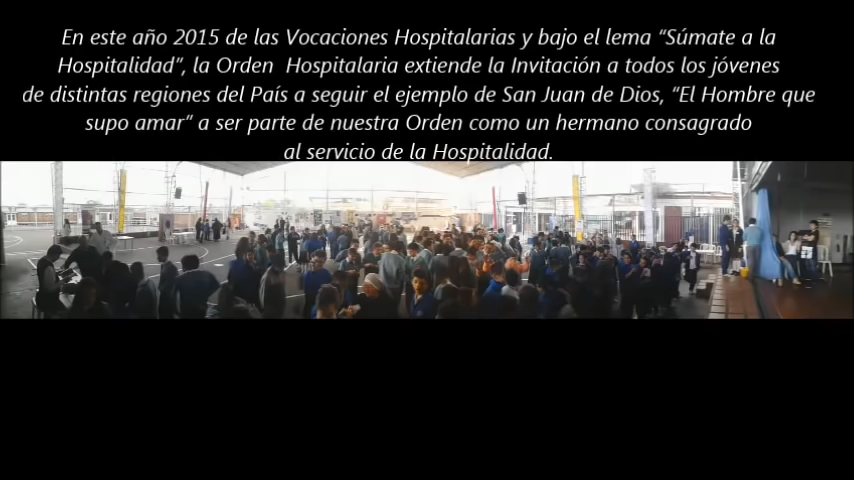 En este año 2015 de las Vocaciones Hospitalarias y bajo el lema “Súmate a la
Hospitalidad”, la Orden Hospitalaria extiende la Invitación a todos los jóvenes
de distintas regiones del País a seguir el ejemplo de San Juan de Dios, “El Hombre que
supo amar” a ser parte de nuestra Orden como un hermano consagrado
al servicio de la Hospitalidad.